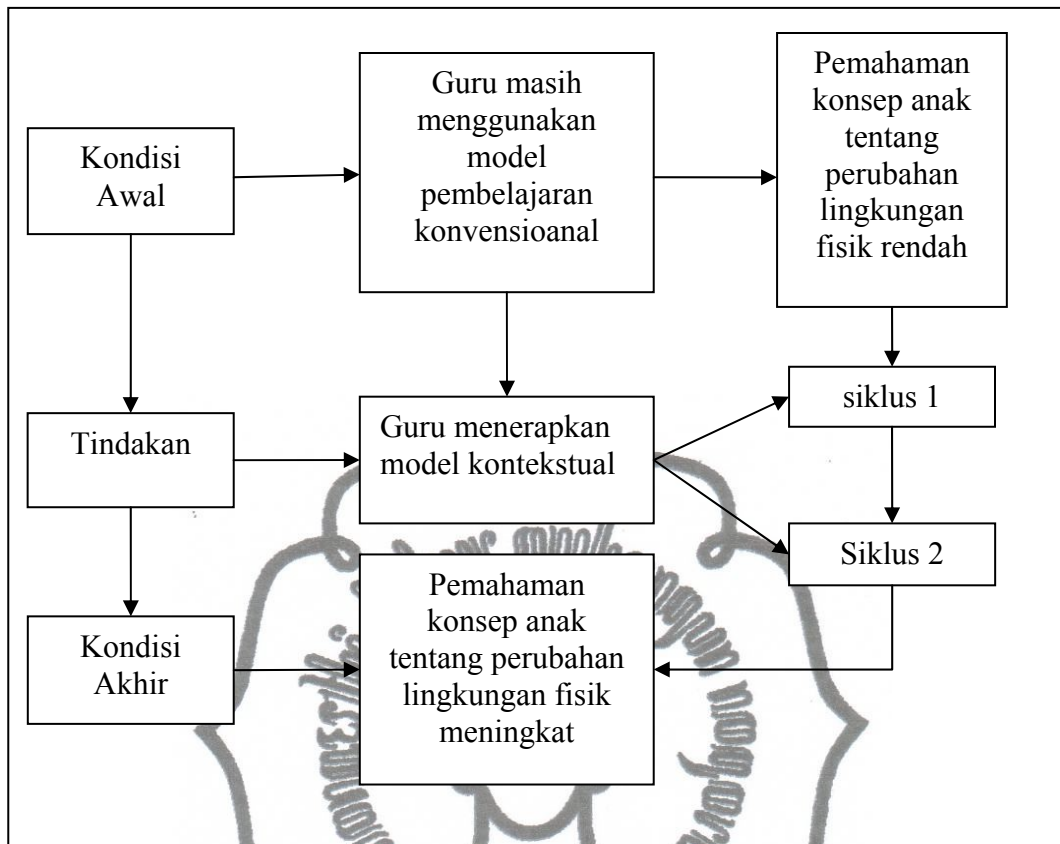 Kondisi
Awal
Guru masih
menggunakan
model
pembelajaran
konvensioanal
Pemahaman
konsep anak
tentang
perubahan
lingkungan
fisik rendah
Tindakan
Guru menerapkan
model kontekstual
siklus 1
Siklus 2
Kondisi
Akhir
Pemahaman
konsep anak
tentang perubahan
lingkungan fisik
meningkat